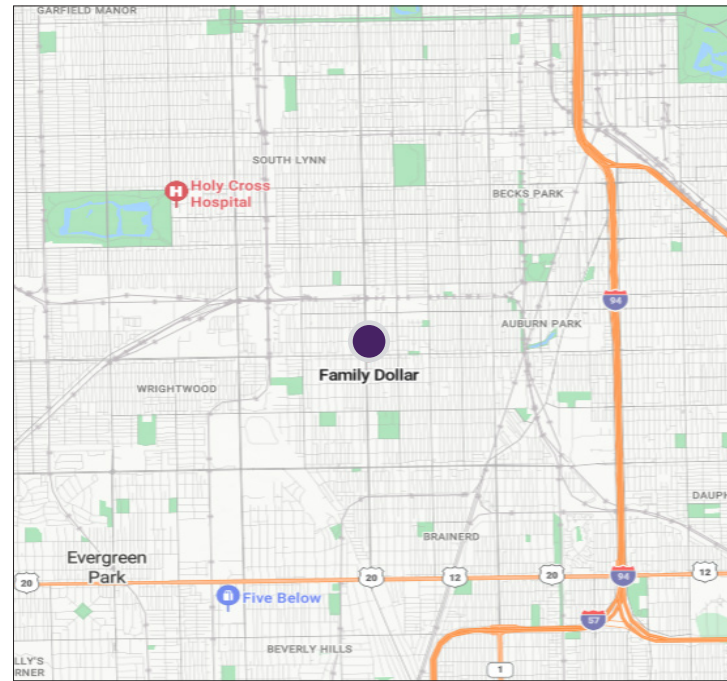 GARFIELD MANOR
SOUTH LYNN
Holy Cross
Hospital
BECKS PARK
94
AUBURN PARK
Family Dollar
WRIGHTWOOD
DAUPH
BRAINERD
Evergreen
Park
20
20
12
20
94
12
Five Below
57
BEVERLY HILLS
LLY'S
RNER
1